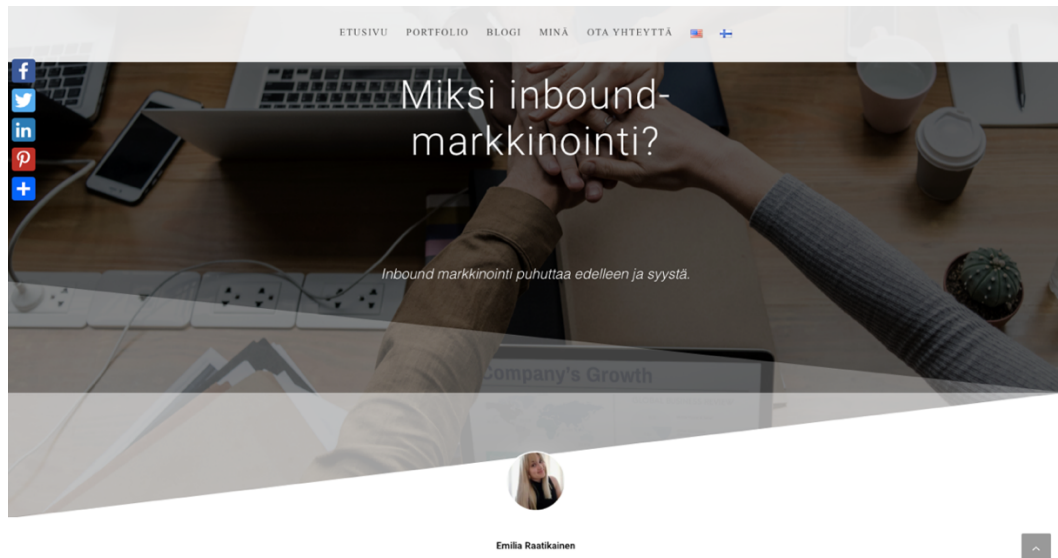 ETUSIVU PORTFOLIO BLOGI MINÄ OTA YHTEYTTÄ
Miksi inbound-
markkinointi?
Inbound markkinointi puhuttaa edelleen ja syystä.
Company's Growth
Emilia Raatikainen